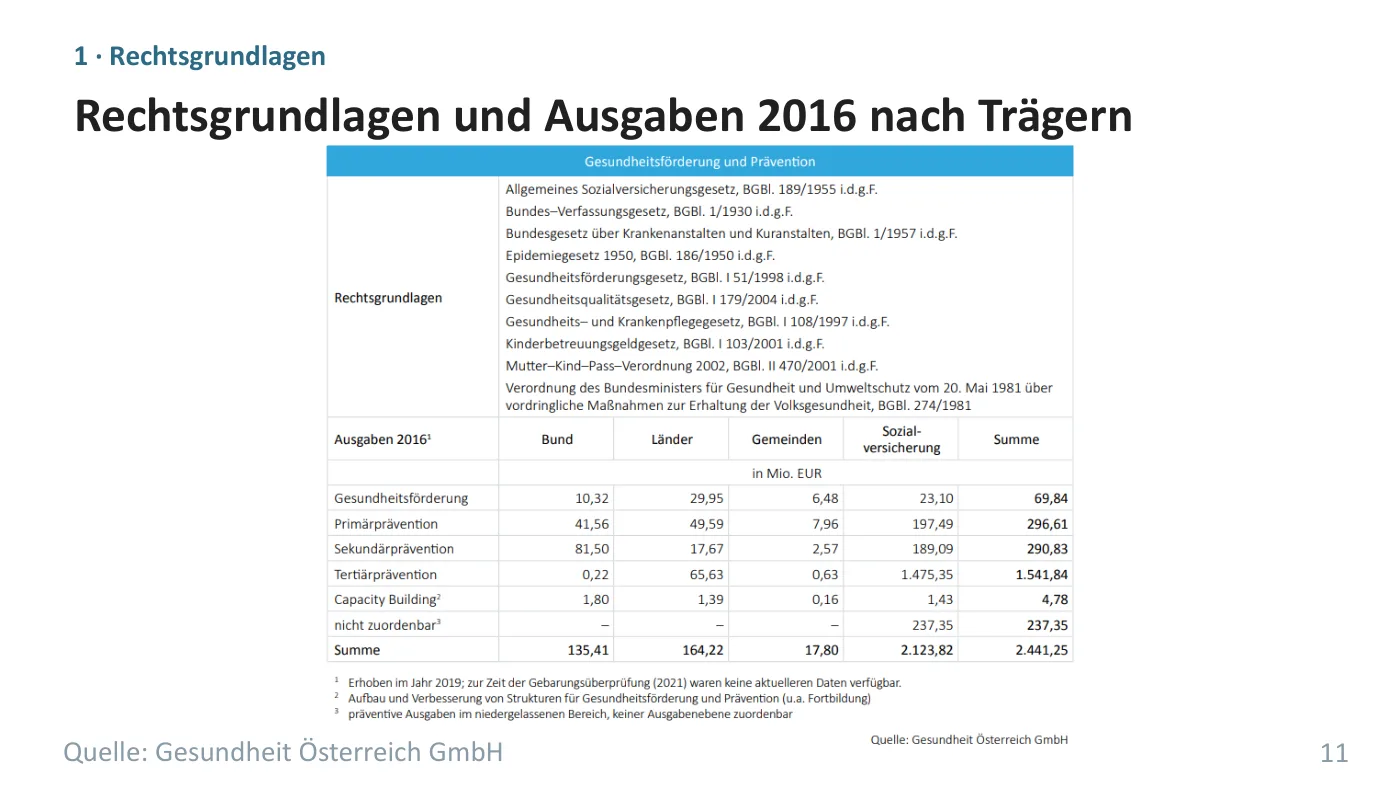 1 · Rechtsgrundlagen
Rechtsgrundlagen und Ausgaben 2016 nach Trägern
Gesundheitsförderung und Prävention
Rechtsgrundlagen
Allgemeines Sozialversicherungsgesetz, BGBl. 189/1955 i.d.g.F.
Bundes–Verfassungsgesetz, BGBl. 1/1930 i.d.g.F.
Bundesgesetz über Krankenanstalten und Kuranstalten, BGBl. 1/1957 i.d.g.F.
Epidemiegesetz 1950, BGBl. 186/1950 i.d.g.F.
Gesundheitsförderungsgesetz, BGBl. I 51/1998 i.d.g.F.
Gesundheitsqualitätsgesetz, BGBl. I 179/2004 i.d.g.F.
Gesundheits– und Krankenpflegegesetz, BGBl. I 108/1997 i.d.g.F.
Kinderbetreuungsgeldgesetz, BGBl. I 103/2001 i.d.g.F.
Mutter–Kind–Pass–Verordnung 2002, BGBl. II 470/2001 i.d.g.F.
Verordnung des Bundesministers für Gesundheit und Umweltschutz vom 20. Mai 1981 über
vordringliche Maßnahmen zur Erhaltung der Volksgesundheit, BGBl. 274/1981
Ausgaben 2016¹ Bund Länder Gemeinden Sozial-
versicherung Summe
in Mio. EUR
Gesundheitsförderung 10,32 29,95 6,48 23,10 69,84
Primärprävention 41,56 49,59 7,96 197,49 296,61
Sekundärprävention 81,50 17,67 2,57 189,09 290,83
Tertiärprävention 0,22 65,63 0,63 1.475,35 1.541,84
Capacity Building² 1,80 1,39 0,16 1,43 4,78
nicht zuordenbar³ – – – 237,35 237,35
Summe 135,41 164,22 17,80 2.123,82 2.441,25
¹ Erhoben im Jahr 2019; zur Zeit der Gebarungsüberprüfung (2021) waren keine aktuelleren Daten verfügbar.
² Aufbau und Verbesserung von Strukturen für Gesundheitsförderung und Prävention (u.a. Fortbildung)
³ präventive Ausgaben im niedergelassenen Bereich, keiner Ausgabenebene zuordenbar
Quelle: Gesundheit Österreich GmbH
Quelle: Gesundheit Österreich GmbH
11